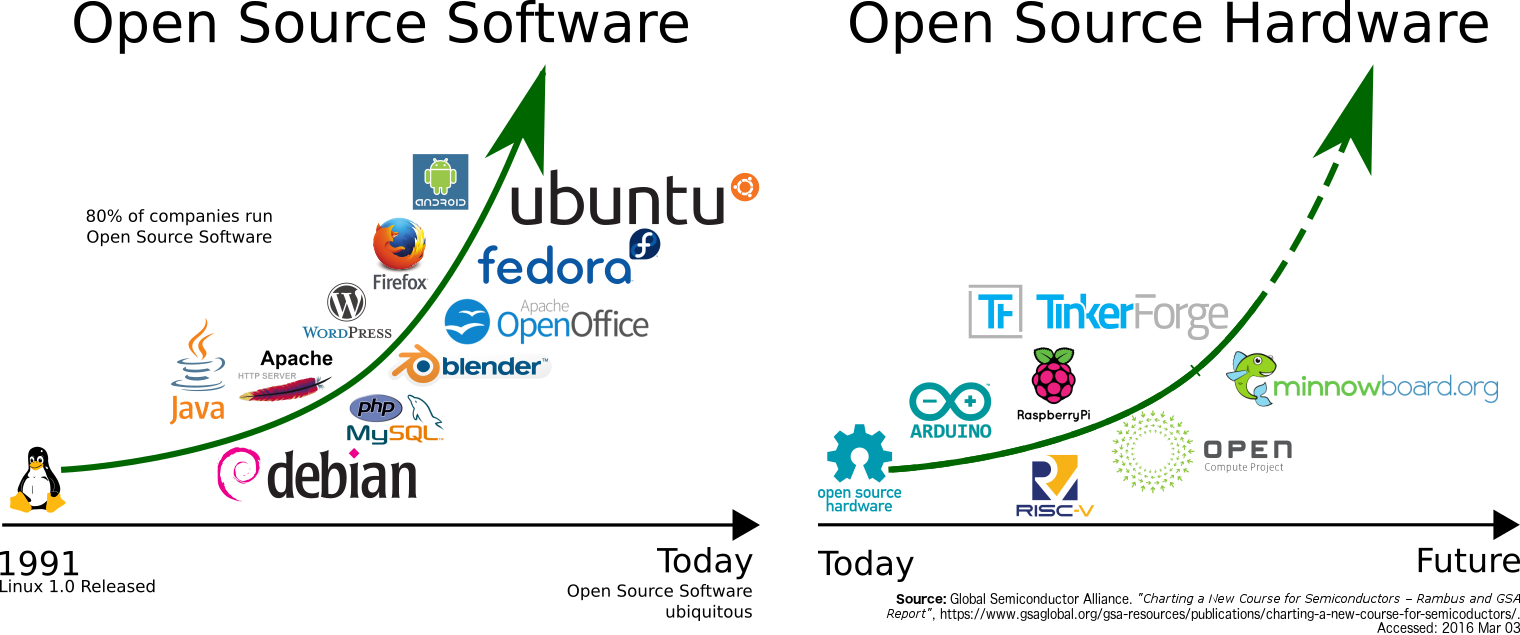 Open Source Software
80% of companies run
Open Source Software
ANDROID
ubuntu
Firefox
fedora
WORDPRESS
Apache
OpenOffice
Java
Apache
HTTP SERVER
blender™
php
MySQL™
debian
1991
Linux 1.0 Released
Today
Open Source Software
ubiquitous
Open Source Hardware
TF TinkerForge
RaspberryPi
minnowboard.org
ARDUINO™
OPEN
Compute Project
open source
hardware
RISC-V
Today
Future
Source: Global Semiconductor Alliance. "Charting a New Course for Semiconductors – Rambus and GSA
Report", https://www.gsaglobal.org/gsa-resources/publications/charting-a-new-course-for-semicoductors/.
Accessed: 2016 Mar 03